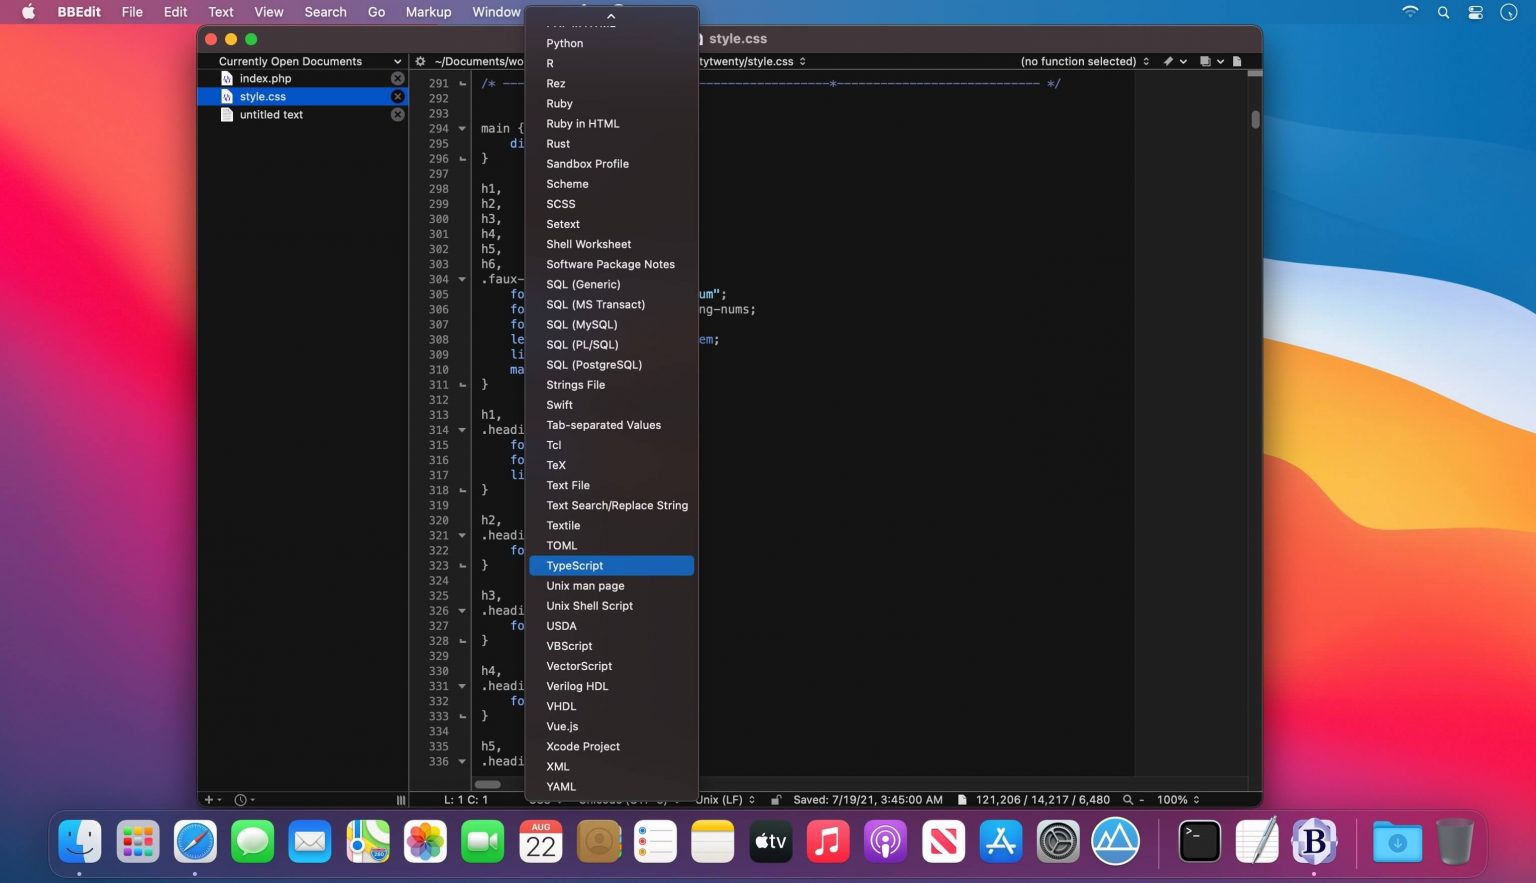 BBEdit File Edit Text View Search Go Markup Window
style.css
Currently Open Documents
~/Documents/wo
tytwenty/style.css
(no function selected)
index.php
style.css
untitled text
Python
R
Rez
Ruby
Ruby in HTML
Rust
Sandbox Profile
Scheme
SCSS
Setext
Shell Worksheet
Software Package Notes
SQL (Generic)
SQL (MS Transact)
SQL (MySQL)
SQL (PL/SQL)
SQL (PostgreSQL)
Strings File
Swift
Tab-separated Values
Tcl
TeX
Text File
Text Search/Replace String
Textile
TOML
TypeScript
Unix man page
Unix Shell Script
USDA
VBScript
VectorScript
Verilog HDL
VHDL
Vue.js
Xcode Project
XML
YAML
291 /* -----------------------*----------------------- */
292
293
294 main {
295 di
296 }
297
298 h1,
299 h2,
300 h3,
301 h4,
302 h5,
303 h6,
304 .faux-
305 fo um";
306 fo ng-nums;
307 fo
308 le em;
309 li
310 ma
311 }
312
313 h1,
314 .headi
315 fo
316 fo
317 li
318 }
319
320 h2,
321 .headi
322 fo
323 }
324
325 h3,
326 .headi
327 fo
328 }
329
330 h4,
331 .headi
332 fo
333 }
334
335 h5,
336 .headi
L: 1 C: 1
Unix (LF)
Saved: 7/19/21, 3:45:00 AM
121,206 / 14,217 / 6,480
100%
AUG
22
tv
>_
B